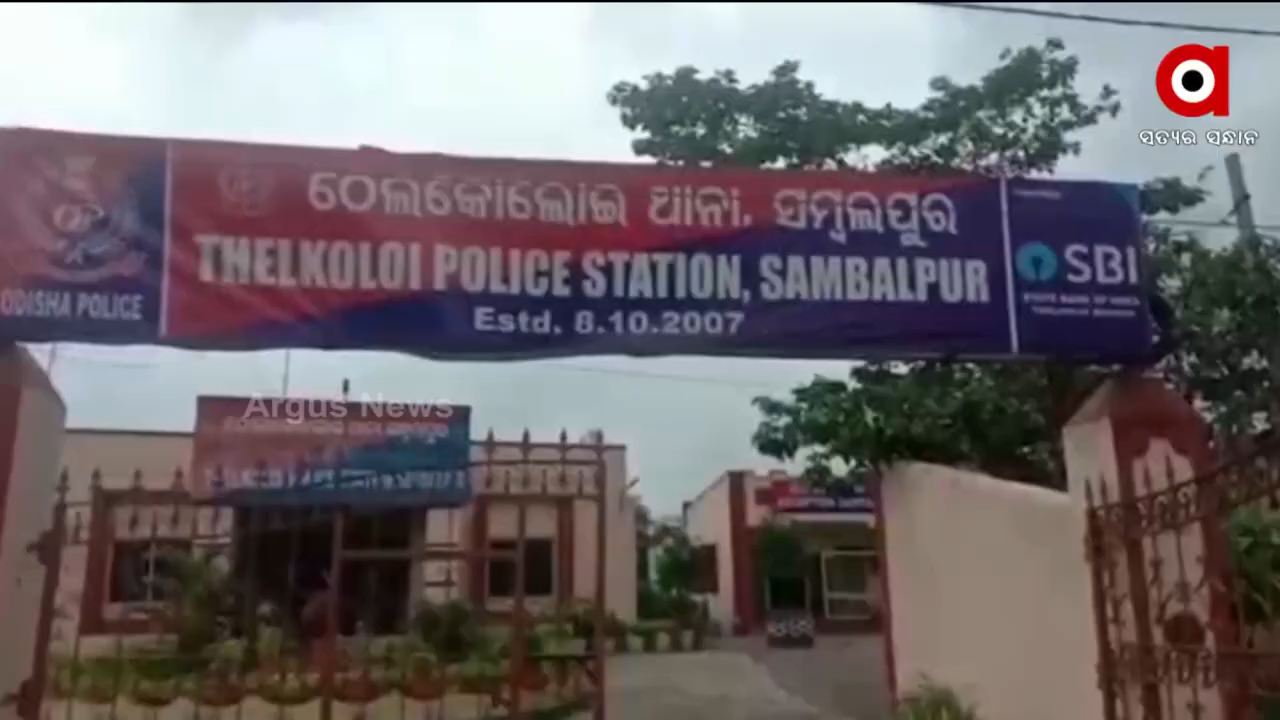 ସତ୍ୟର ସନ୍ଧାନ
ଠେଲକୋଲୋଇ ଥାନା, ସମ୍ବଲପୁର
THELKOLOI POLICE STATION, SAMBALPUR
Estd. 8.10.2007
ODISHA POLICE
SBI
STATE BANK OF INDIA
Argus News